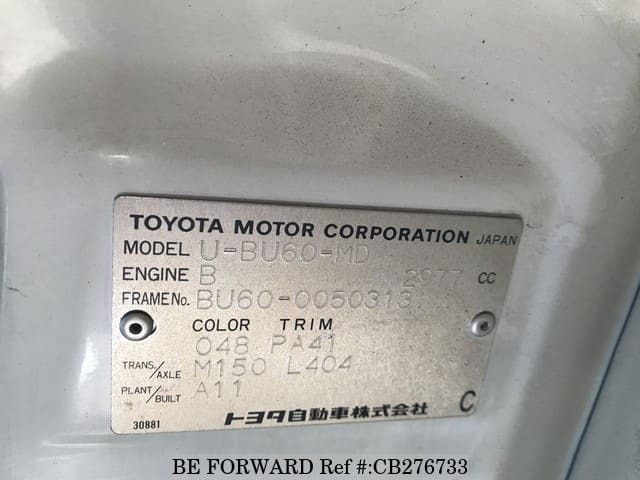 TOYOTA MOTOR CORPORATION JAPAN
MODEL U-BU60-MD
ENGINE B 2977 CC
FRAME No. BU60-0050313
COLOR TRIM
048 PA41
TRANS./AXLE M150 L404
PLANT/BUILT A11
30881 トヨタ自動車株式会社 C
BE FORWARD Ref #:CB276733